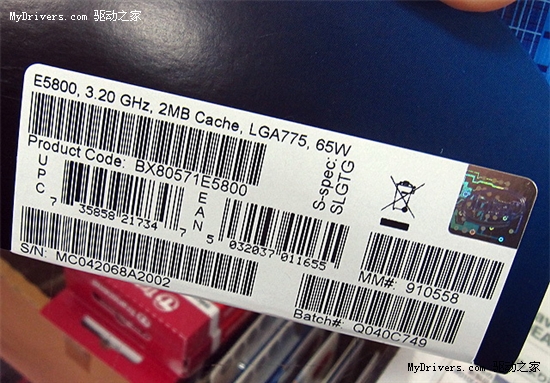 MyDrivers.com 驱动之家
E5800, 3.20 GHz, 2MB Cache, LGA775, 65W
Product Code: BX80571E5800
S-spec:
SLGTG
UPC
7 35858 21734 7
EAN
5 032037 011655
MM#: 910558
S/N: MC042068A2002
Batch#: Q040C749
MyDrivers.com 驱动之家